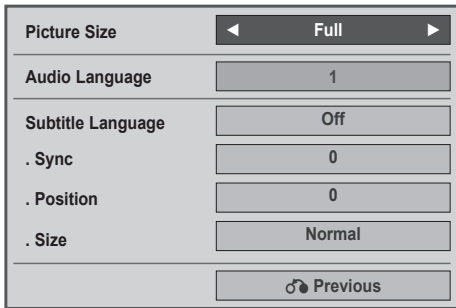 Picture Size ◄ Full ►
Audio Language 1
Subtitle Language Off
. Sync 0
. Position 0
. Size Normal
Previous